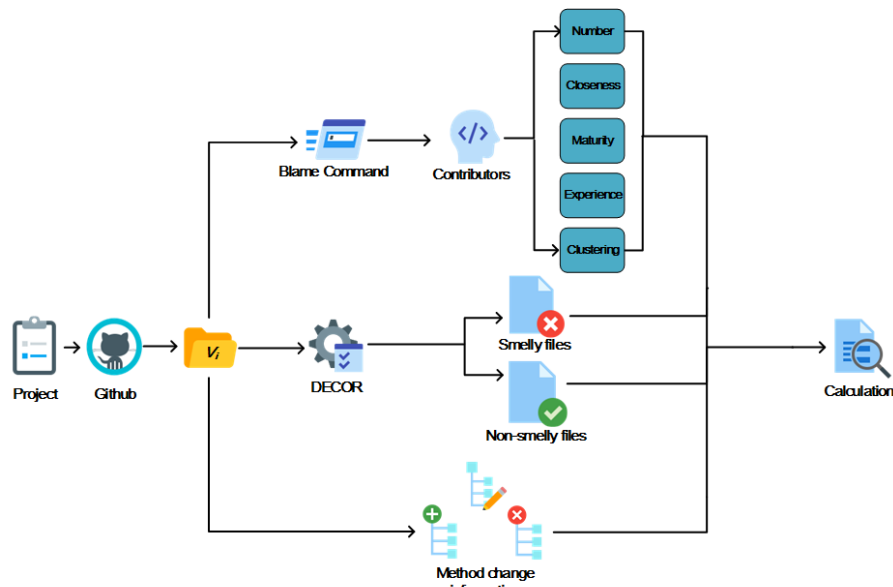 Number
Closeness
Maturity
Experience
Clustering
Blame Command
Contributors
Project
Github
Vi
DECOR
Smelly files
Non-smelly files
Calculation
Method change